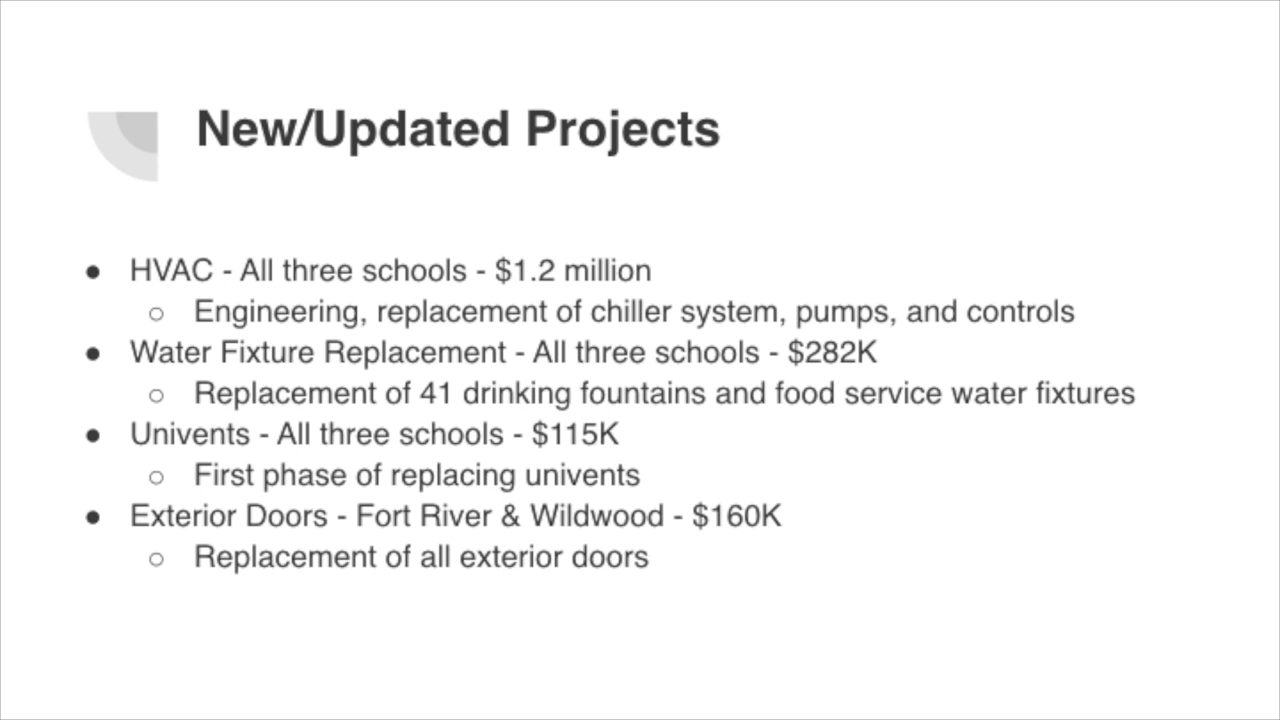 New/Updated Projects
● HVAC - All three schools - $1.2 million
○ Engineering, replacement of chiller system, pumps, and controls
● Water Fixture Replacement - All three schools - $282K
○ Replacement of 41 drinking fountains and food service water fixtures
● Univents - All three schools - $115K
○ First phase of replacing univents
● Exterior Doors - Fort River & Wildwood - $160K
○ Replacement of all exterior doors